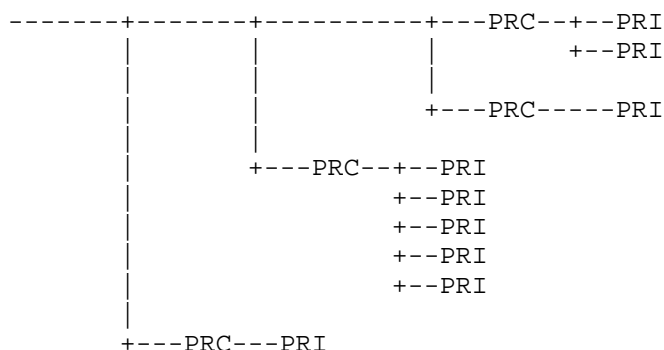 -------+-------+----------+---PRC--+--PRI
       |       |          |        +--PRI
       |       |          |
       |       |          +---PRC-----PRI
       |       |
       |       +---PRC--+--PRI
       |                +--PRI
       |                +--PRI
       |                +--PRI
       |                +--PRI
       |
       +---PRC---PRI